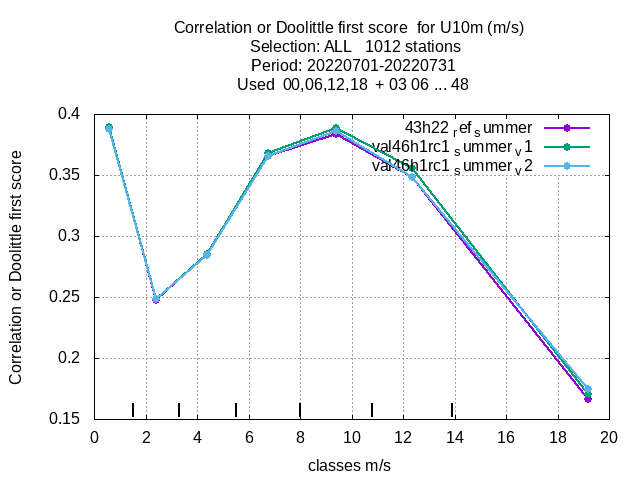 Correlation or Doolittle first score for U10m (m/s)
Selection: ALL 1012 stations
Period: 20220701-20220731
Used 00,06,12,18 + 03 06 ... 48
43h22 ref summer
val46h1rc1 summer v1
val46h1rc1 summer v2
Correlation or Doolittle first score
0.4
0.35
0.3
0.25
0.2
0.15
0 2 4 6 8 10 12 14 16 18 20
classes m/s